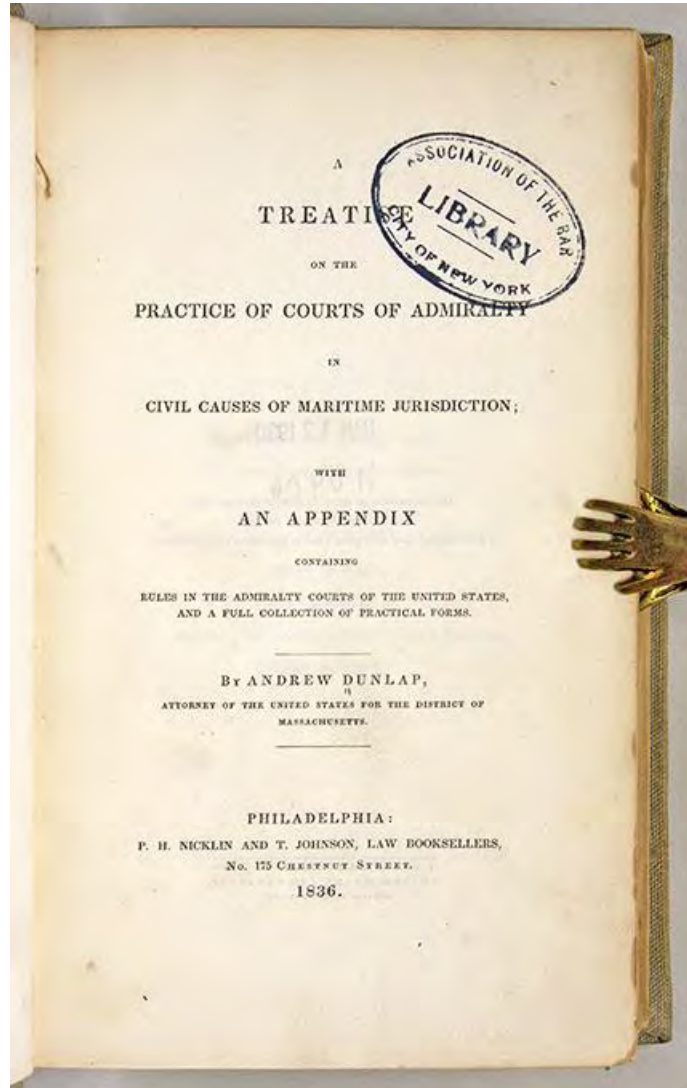 A
TREATISE
ON THE
PRACTICE OF COURTS OF ADMIRALTY
IN
CIVIL CAUSES OF MARITIME JURISDICTION;
WITH
AN APPENDIX
CONTAINING
RULES IN THE ADMIRALTY COURTS OF THE UNITED STATES,
AND A FULL COLLECTION OF PRACTICAL FORMS.
By ANDREW DUNLAP,
ATTORNEY OF THE UNITED STATES FOR THE DISTRICT OF
MASSACHUSETTS.
PHILADELPHIA:
P. H. NICKLIN AND T. JOHNSON, LAW BOOKSELLERS,
No. 175 Chestnut Street.
1836.
ASSOCIATION OF THE BAR
LIBRARY
CITY OF NEW YORK